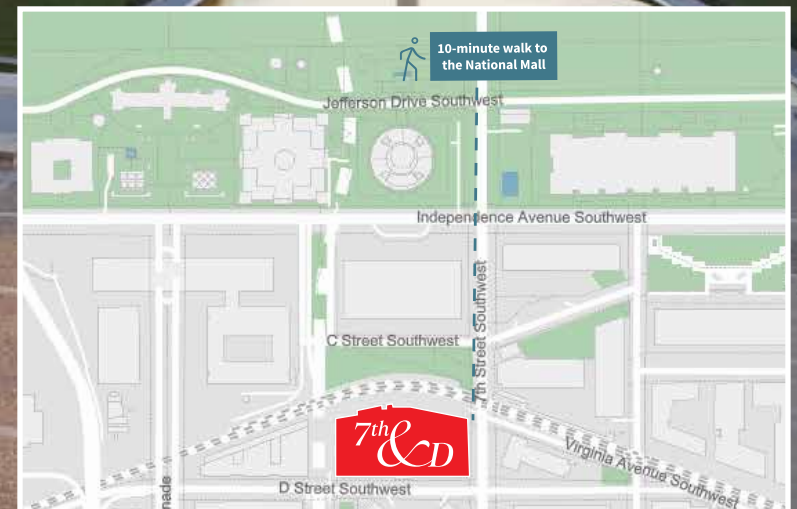 10-minute walk to
the National Mall
Jefferson Drive Southwest
Independence Avenue Southwest
7th Street Southwest
C Street Southwest
7th & D
Virginia Avenue Southwest
D Street Southwest
nade